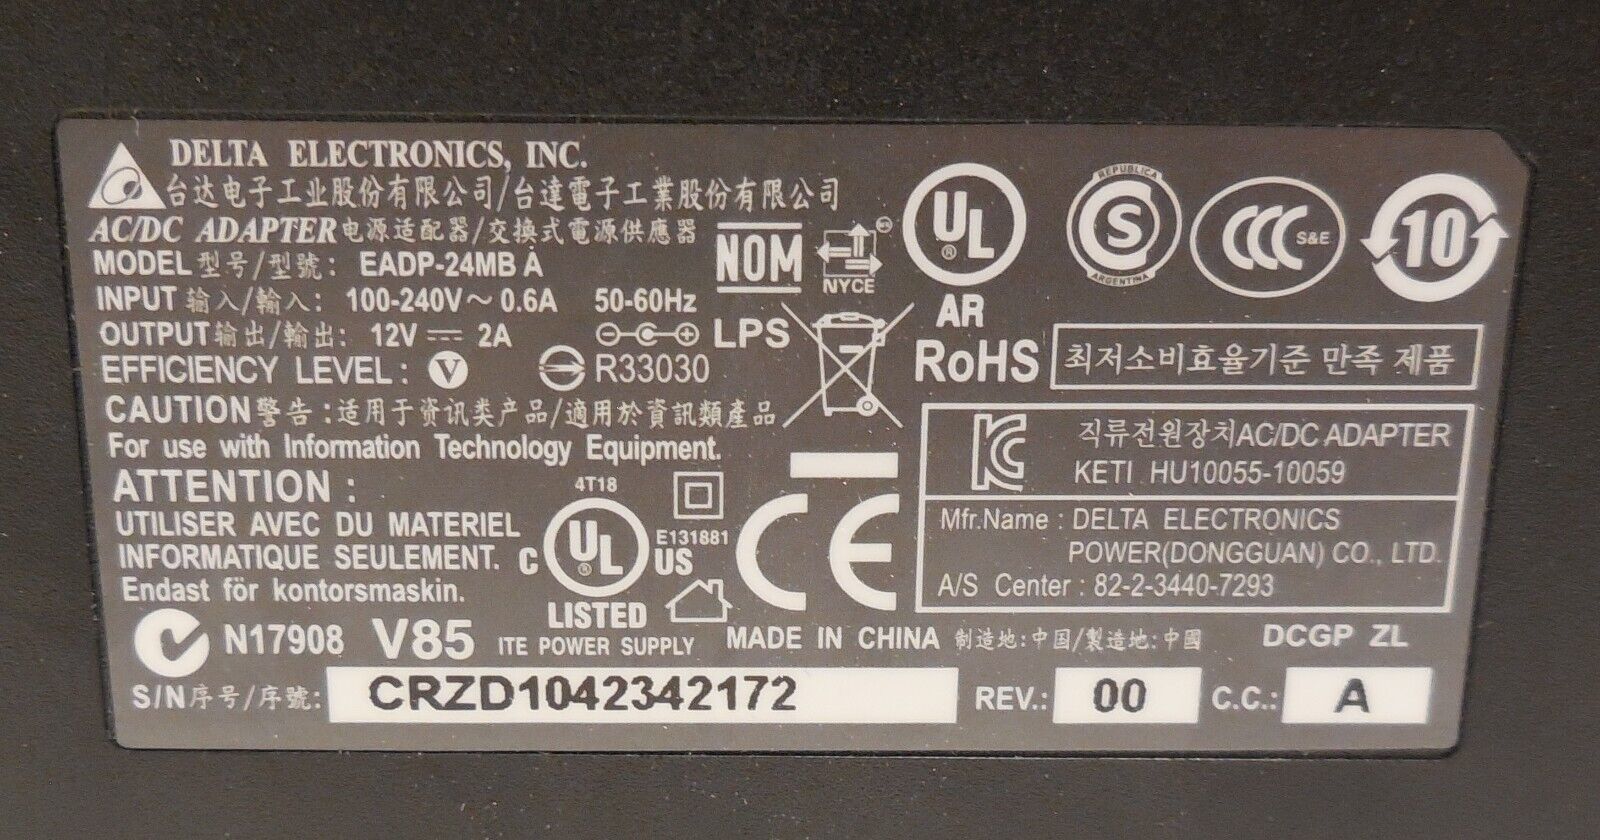 DELTA ELECTRONICS, INC.
台达电子工业股份有限公司/台達電子工業股份有限公司
AC/DC ADAPTER 电源适配器/交換式電源供應器
MODEL 型号/型號: EADP-24MB A
INPUT 输入/輸入: 100-240V~ 0.6A 50-60Hz
OUTPUT 输出/輸出: 12V 2A LPS
EFFICIENCY LEVEL: V R33030
CAUTION 警告:适用于资讯类产品/適用於資訊類產品
For use with Information Technology Equipment.
ATTENTION :
UTILISER AVEC DU MATERIEL
INFORMATIQUE SEULEMENT.
Endast för kontorsmaskin.
N17908 V85
4T18
C UL US
E131881
LISTED
ITE POWER SUPPLY
CE
NOM
NYCE
UL
AR
REPUBLICA
S
ARGENTINA
CCC S&E
10
RoHS
최저소비효율기준 만족 제품
KC
직류전원장치AC/DC ADAPTER
KETI HU10055-10059
Mfr.Name : DELTA ELECTRONICS
POWER(DONGGUAN) CO., LTD.
A/S Center : 82-2-3440-7293
MADE IN CHINA 制造地:中国/製造地:中國 DCGP ZL
S/N序号/序號: CRZD1042342172 REV.: 00 C.C.: A